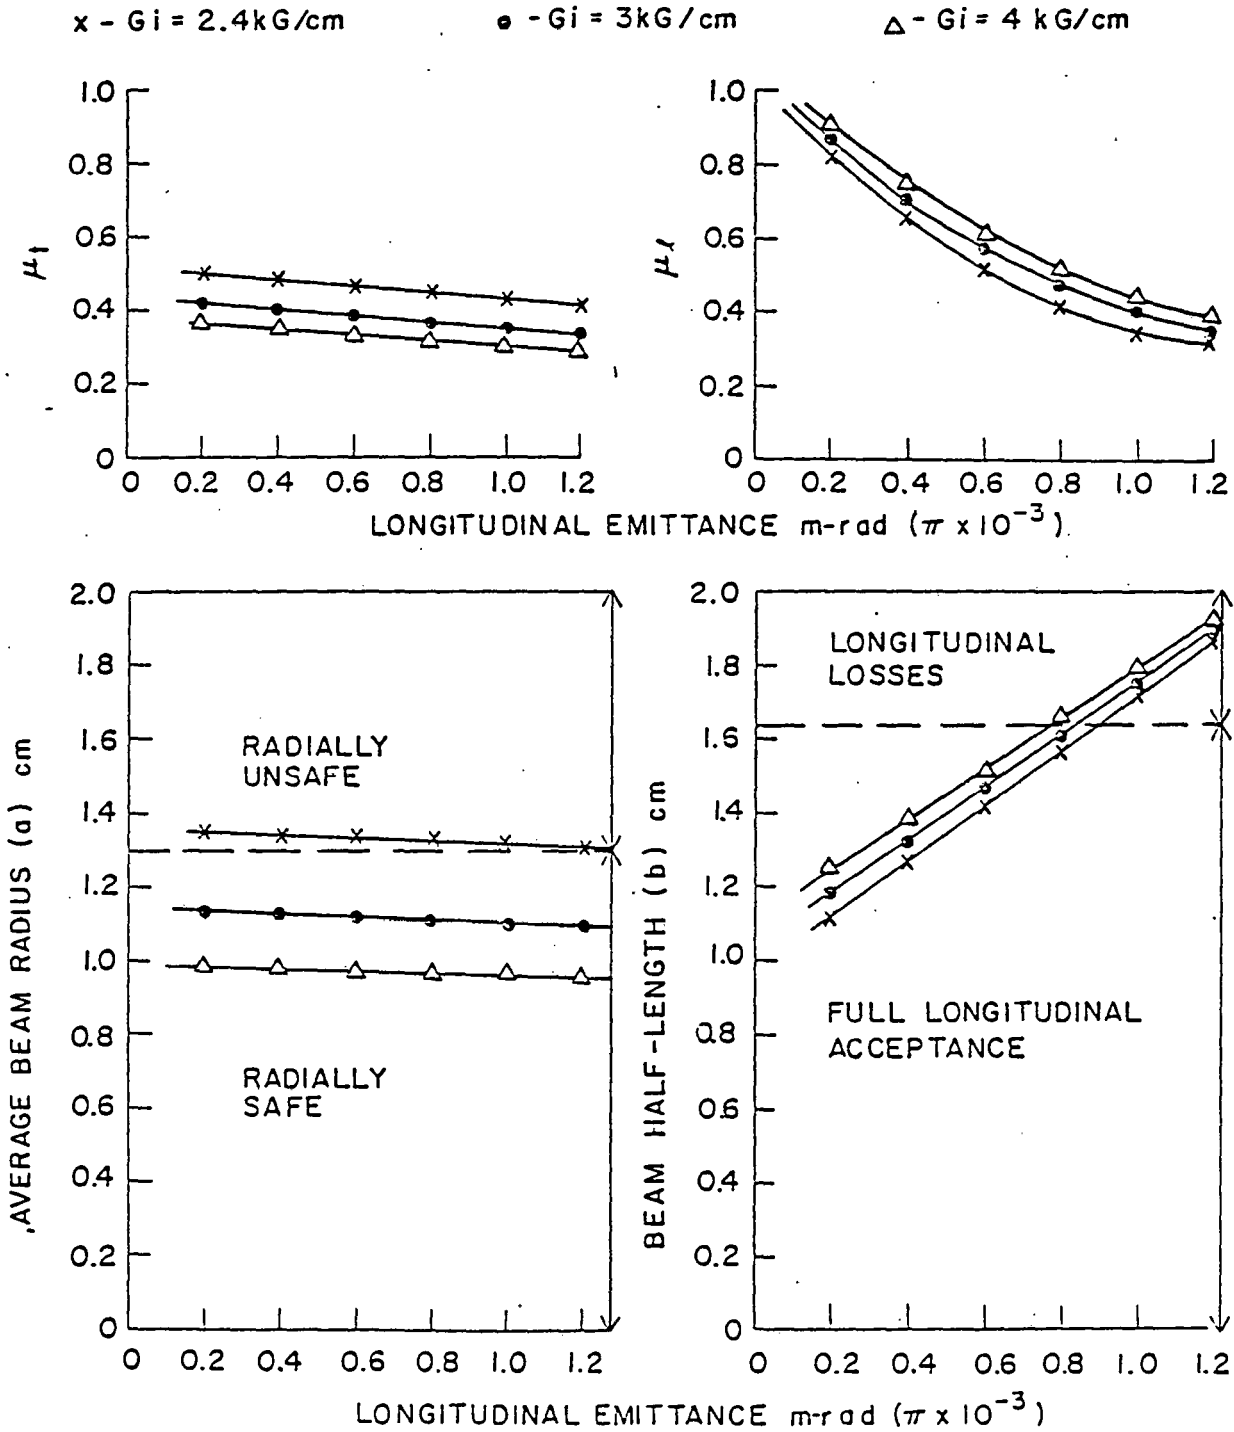 x - Gi = 2.4kG/cm
● - Gi = 3kG/cm
△ - Gi = 4 kG/cm
1.0
0.8
0.6
0.4
0.2
0
μt
0 0.2 0.4 0.6 0.8 1.0 1.2
1.0
0.8
0.6
0.4
0.2
0
μℓ
0 0.2 0.4 0.6 0.8 1.0 1.2
LONGITUDINAL EMITTANCE m-rad (π x 10⁻³)
2.0
1.8
1.6
1.4
1.2
1.0
0.8
0.6
0.4
0.2
0
AVERAGE BEAM RADIUS (a) cm
RADIALLY
UNSAFE
RADIALLY
SAFE
0 0.2 0.4 0.6 0.8 1.0 1.2
2.0
1.8
1.6
1.4
1.2
1.0
0.8
0.6
0.4
0.2
0
BEAM HALF-LENGTH (b) cm
LONGITUDINAL
LOSSES
FULL LONGITUDINAL
ACCEPTANCE
0 0.2 0.4 0.6 0.8 1.0 1.2
LONGITUDINAL EMITTANCE m-rad (π x 10⁻³)